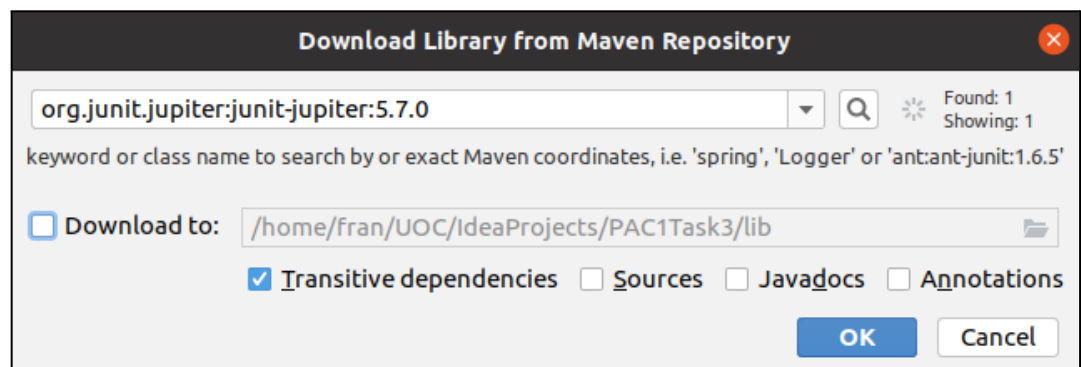 Download Library from Maven Repository
org.junit.jupiter:junit-jupiter:5.7.0
Found: 1
Showing: 1
keyword or class name to search by or exact Maven coordinates, i.e. 'spring', 'Logger' or 'ant:ant-junit:1.6.5'
Download to: /home/fran/UOC/IdeaProjects/PAC1Task3/lib
Transitive dependencies Sources Javadocs Annotations
OK Cancel